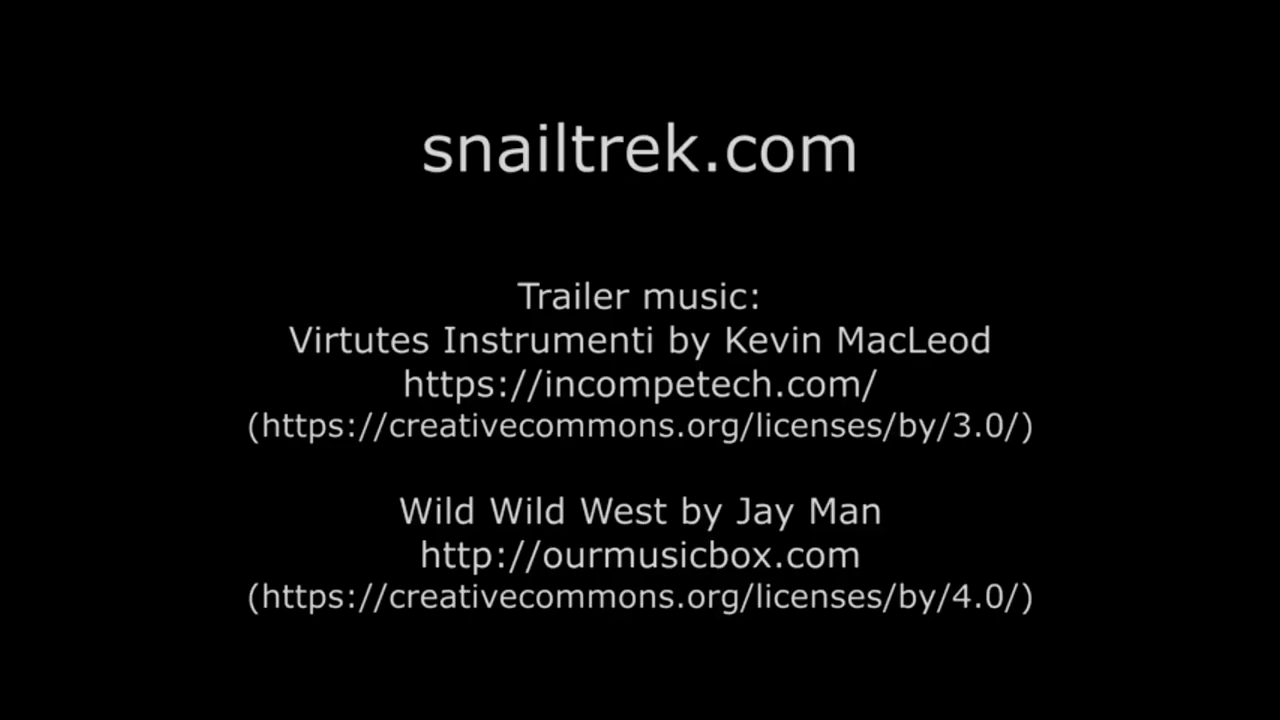 snailtrek.com
Trailer music:
Virtutes Instrumenti by Kevin MacLeod
https://incompetech.com/
(https://creativecommons.org/licenses/by/3.0/)
Wild Wild West by Jay Man
http://ourmusicbox.com
(https://creativecommons.org/licenses/by/4.0/)